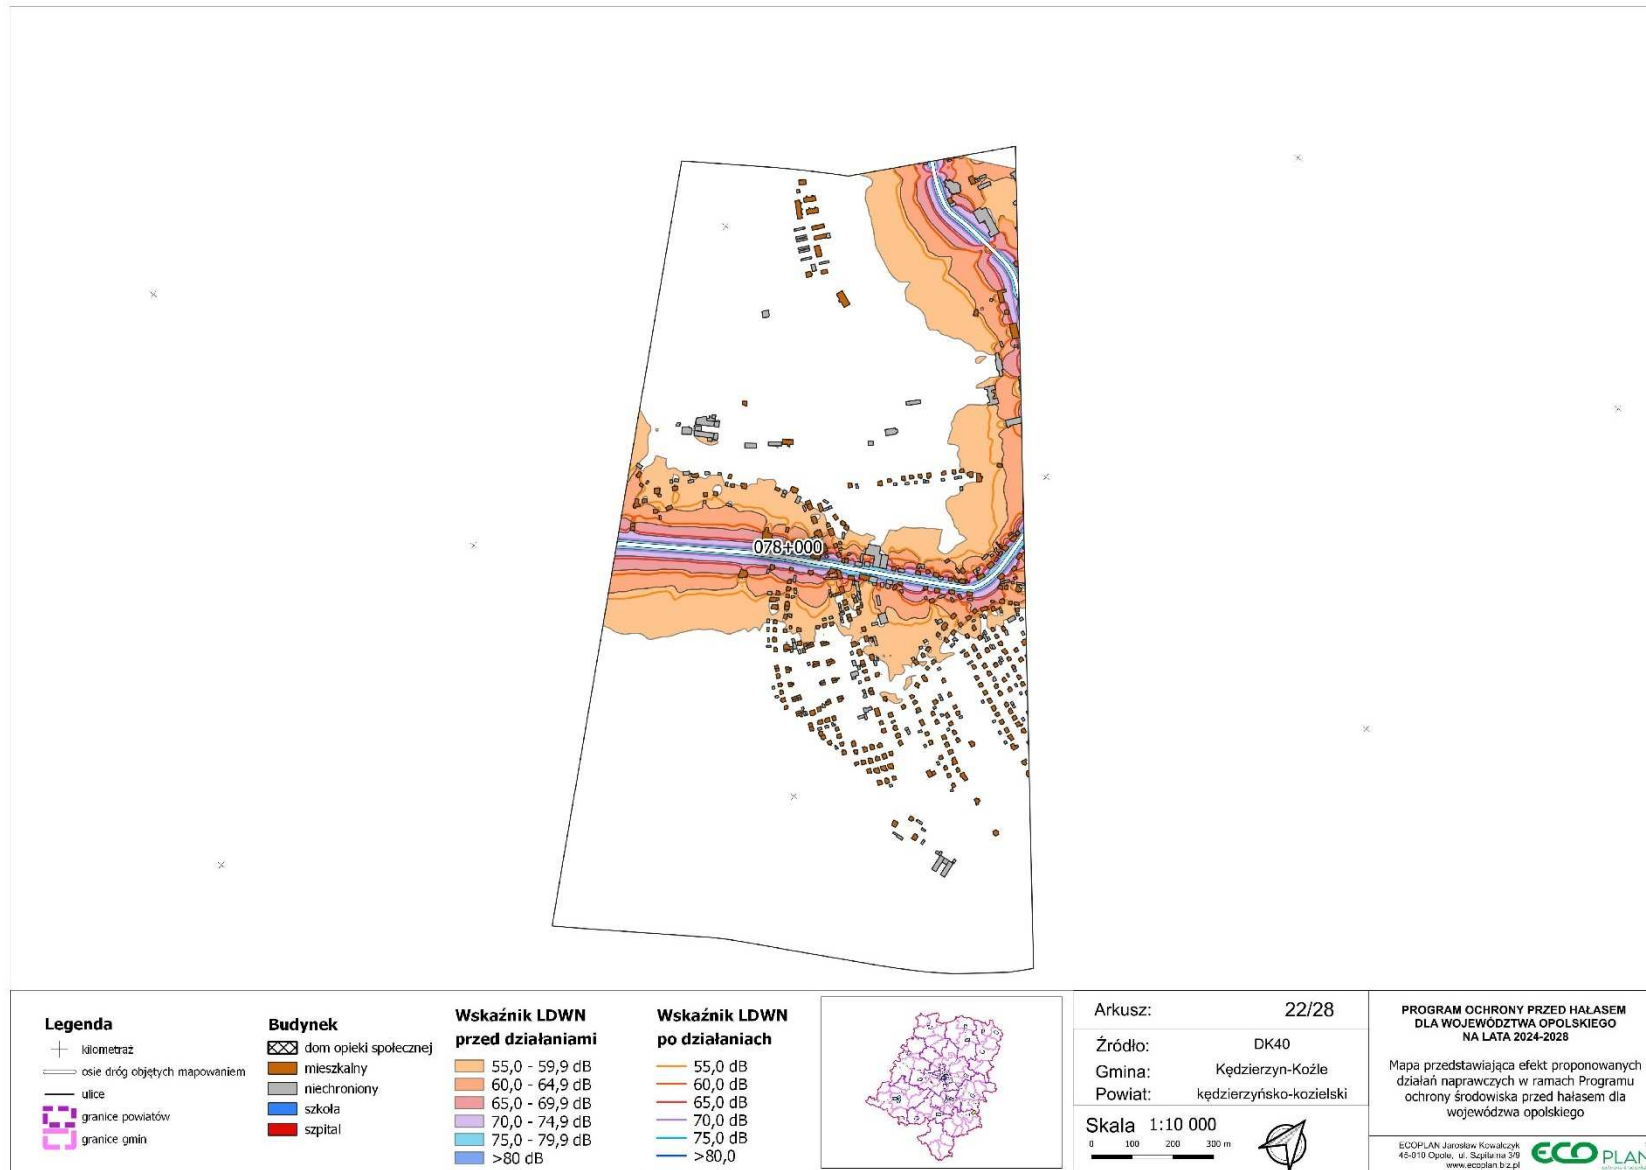 078+000
Legenda
kilometraż
osie dróg objętych mapowaniem
ulice
granice powiatów
granice gmin
Budynek
dom opieki społecznej
mieszkalny
niechroniony
szkoła
szpital
Wskaźnik LDWN
przed działaniami
55,0 - 59,9 dB
60,0 - 64,9 dB
65,0 - 69,9 dB
70,0 - 74,9 dB
75,0 - 79,9 dB
>80 dB
Wskaźnik LDWN
po działaniach
55,0 dB
60,0 dB
65,0 dB
70,0 dB
75,0 dB
>80,0
Arkusz: 22/28
Źródło: DK40
Gmina: Kędzierzyn-Koźle
Powiat: kędzierzyńsko-kozielski
Skala 1:10 000
0 100 200 300 m
PROGRAM OCHRONY PRZED HAŁASEM
DLA WOJEWÓDZTWA OPOLSKIEGO
NA LATA 2024-2028
Mapa przedstawiająca efekt proponowanych
działań naprawczych w ramach Programu
ochrony środowiska przed hałasem dla
wojewódzwa opolskiego
ECOPLAN Jarosław Kowalczyk
45-010 Opole, ul. Szpitalna 3/9
www.ecoplan.biz.pl
ECO PLAN